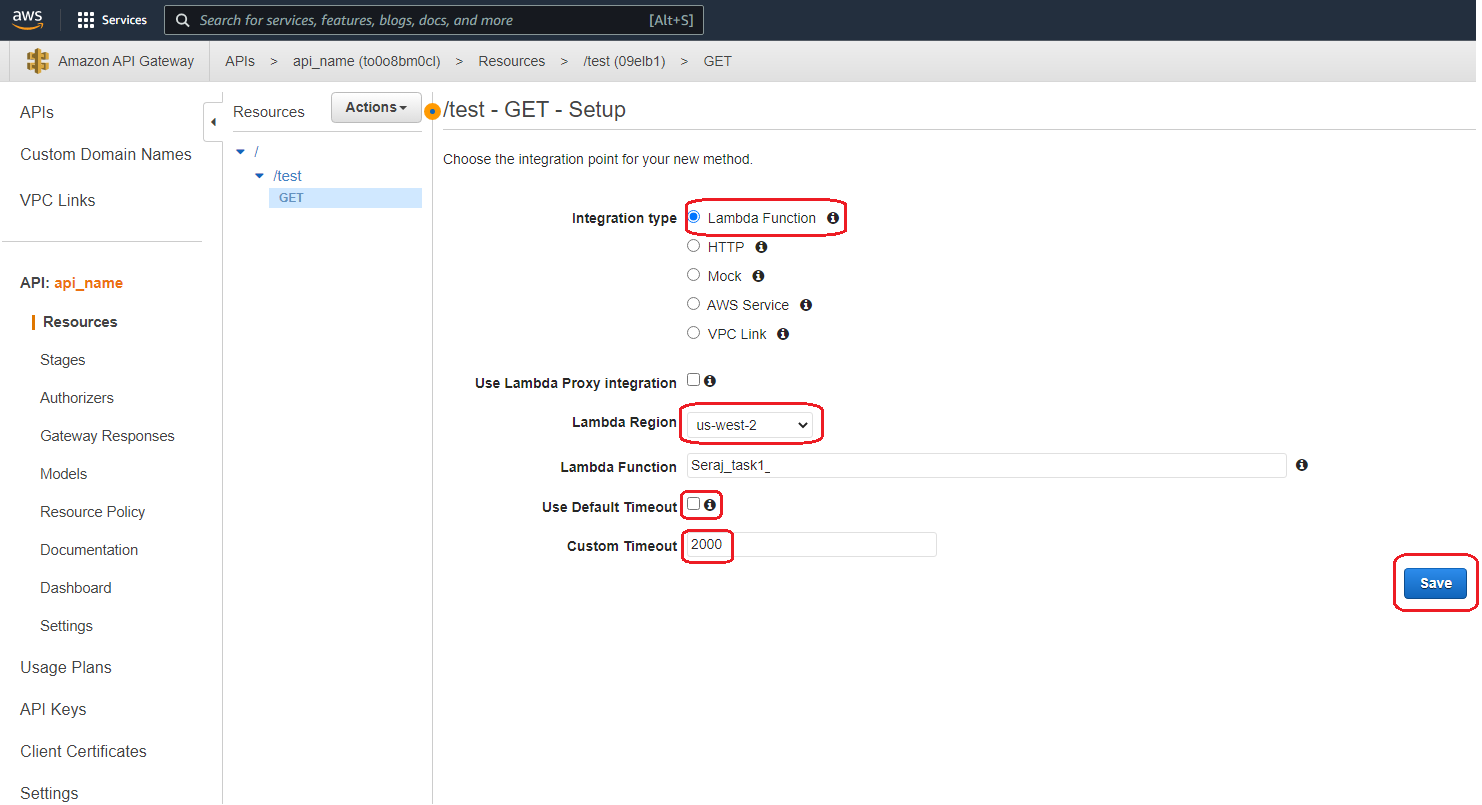 aws
Services
Search for services, features, blogs, docs, and more
[Alt+S]
Amazon API Gateway
APIs > api_name (to0o8bm0cl) > Resources > /test (09elb1) > GET
APIs
Custom Domain Names
VPC Links
API: api_name
Resources
Stages
Authorizers
Gateway Responses
Models
Resource Policy
Documentation
Dashboard
Settings
Usage Plans
API Keys
Client Certificates
Settings
Resources
Actions
/
/test
GET
/test - GET - Setup
Choose the integration point for your new method.
Integration type
Lambda Function
HTTP
Mock
AWS Service
VPC Link
Use Lambda Proxy integration
Lambda Region us-west-2
Lambda Function Seraj_task1_
Use Default Timeout
Custom Timeout 2000
Save